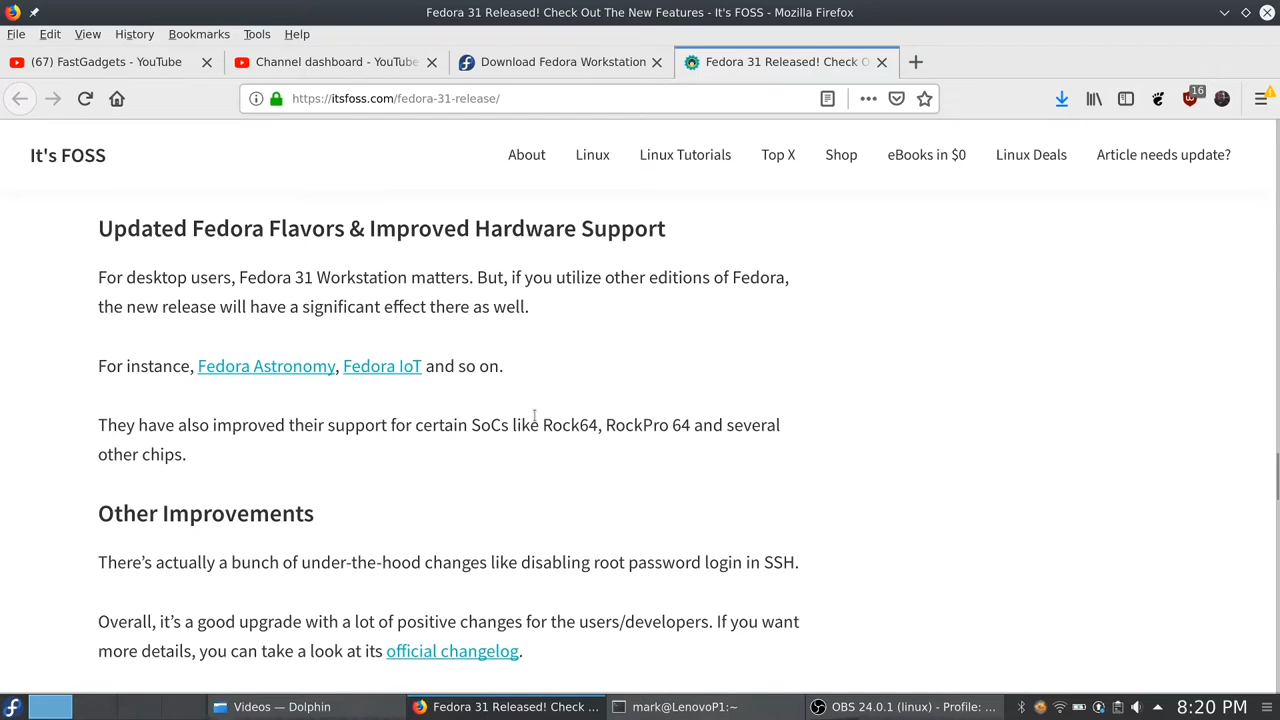 Fedora 31 Released! Check Out The New Features - It's FOSS - Mozilla Firefox
File Edit View History Bookmarks Tools Help
(67) FastGadgets - YouTube
Channel dashboard - YouTube
Download Fedora Workstation
Fedora 31 Released! Check O
https://itsfoss.com/fedora-31-release/
16
It's FOSS
About Linux Linux Tutorials Top X Shop eBooks in $0 Linux Deals Article needs update?
Updated Fedora Flavors & Improved Hardware Support
For desktop users, Fedora 31 Workstation matters. But, if you utilize other editions of Fedora,
the new release will have a significant effect there as well.
For instance, Fedora Astronomy, Fedora IoT and so on.
They have also improved their support for certain SoCs like Rock64, RockPro 64 and several
other chips.
Other Improvements
There’s actually a bunch of under-the-hood changes like disabling root password login in SSH.
Overall, it’s a good upgrade with a lot of positive changes for the users/developers. If you want
more details, you can take a look at its official changelog.
Videos — Dolphin
Fedora 31 Released! Check ...
mark@LenovoP1:~
OBS 24.0.1 (linux) - Profile: ...
8:20 PM